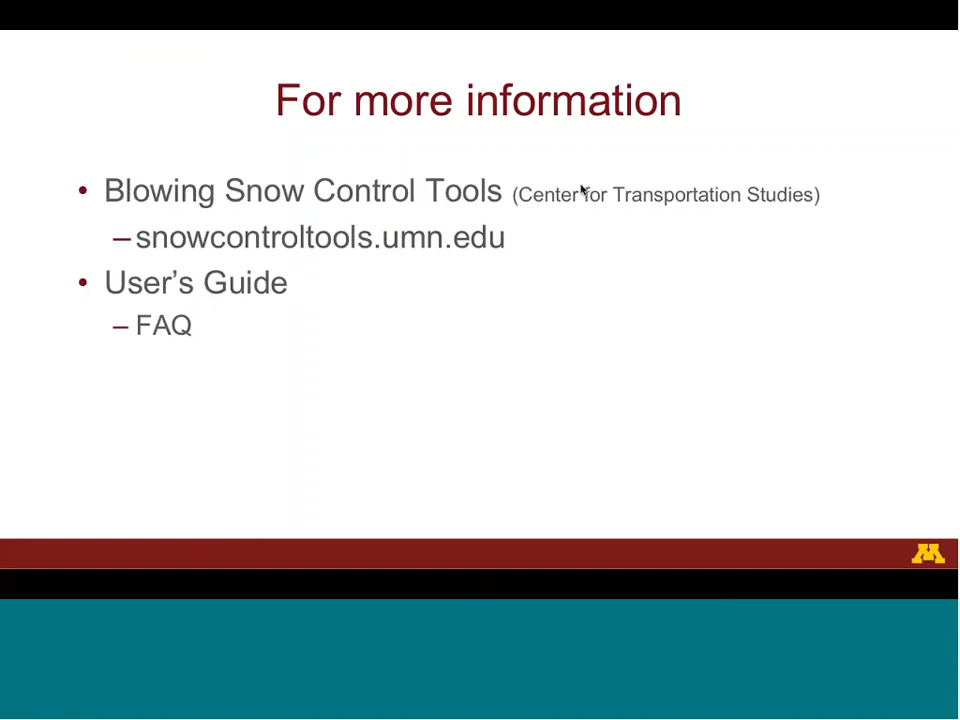 For more information
• Blowing Snow Control Tools (Center for Transportation Studies)
– snowcontroltools.umn.edu
• User’s Guide
– FAQ
M